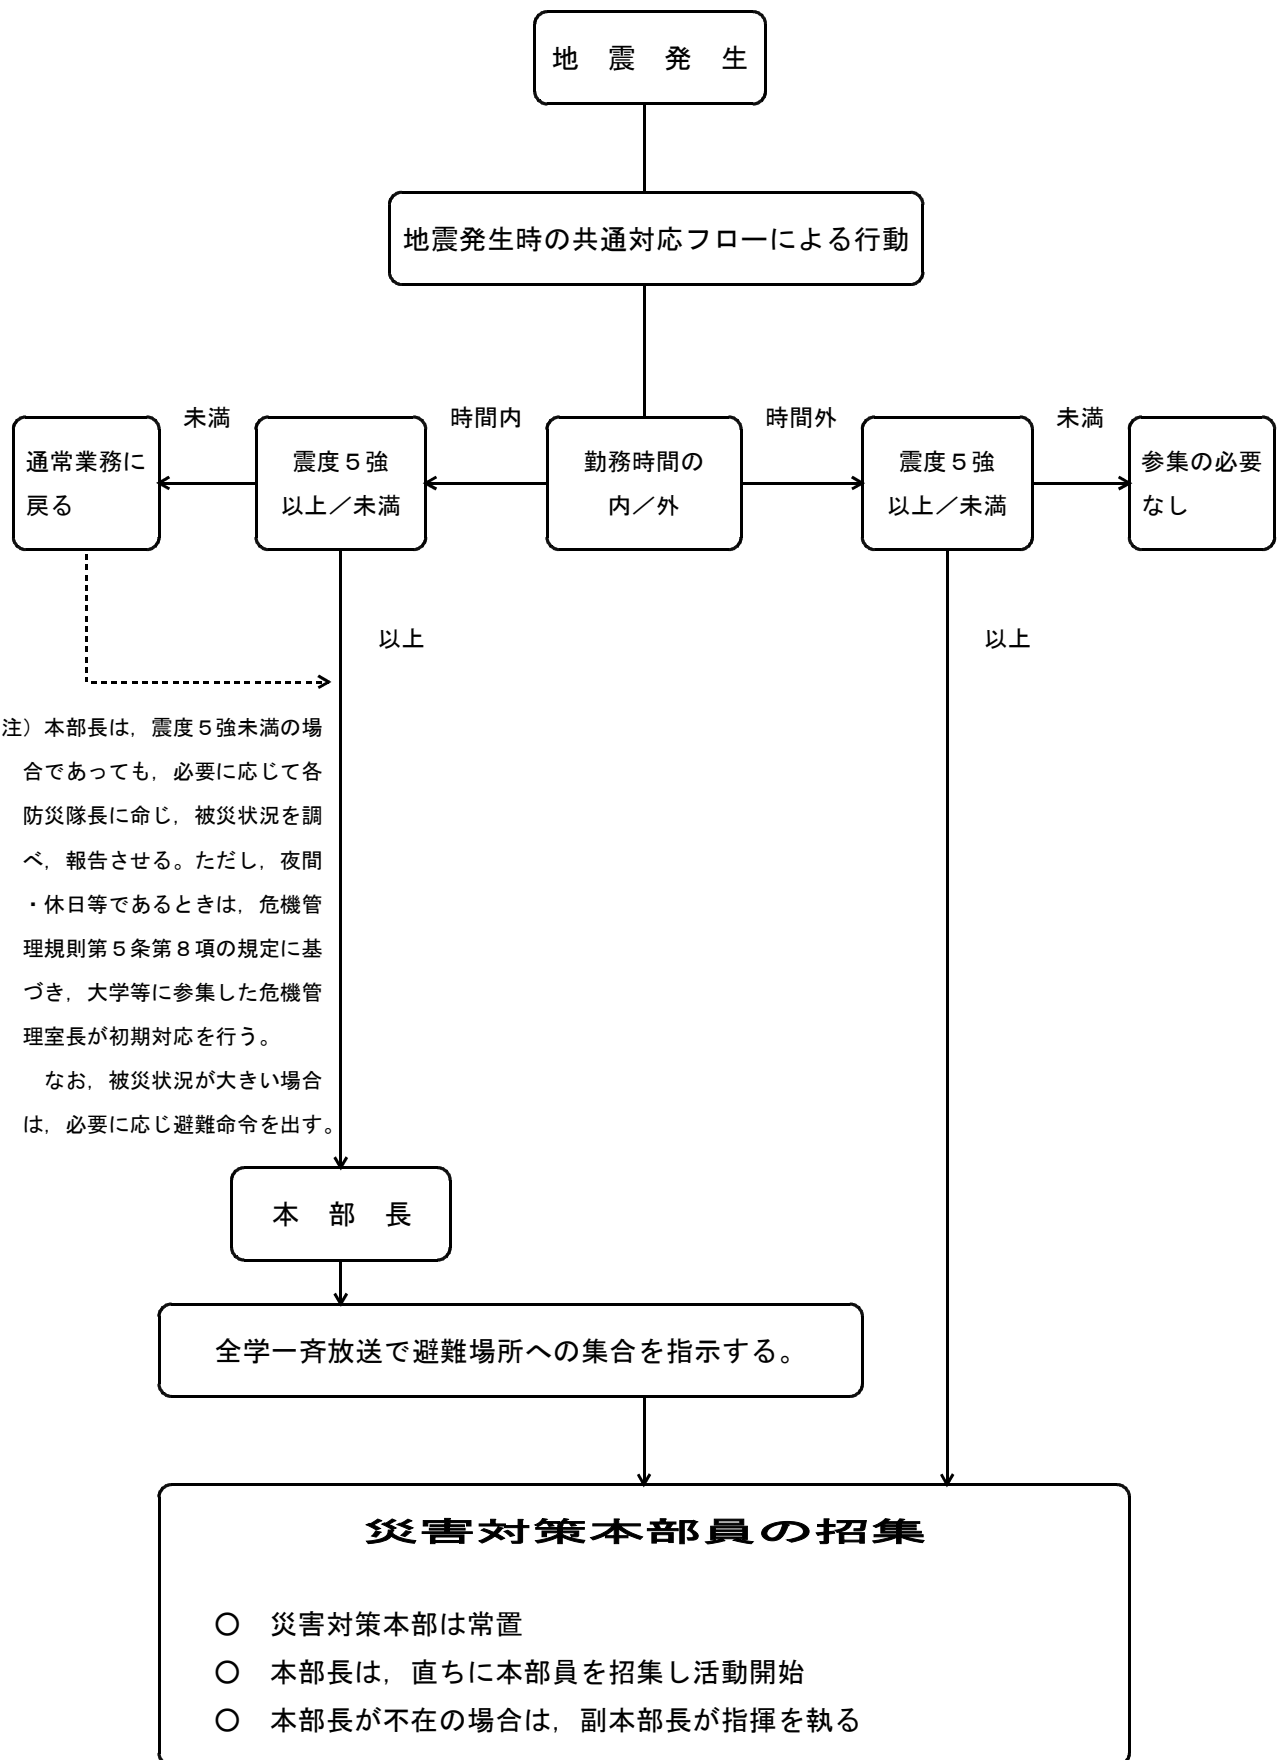 地　震　発　生
地震発生時の共通対応フローによる行動
未満
時間内
時間外
未満
通常業務に
戻る
震度５強
以上／未満
勤務時間の
内／外
震度５強
以上／未満
参集の必要
なし
以上
以上
注）本部長は，震度５強未満の場
合であっても，必要に応じて各
防災隊長に命じ，被災状況を調
べ，報告させる。ただし，夜間
・休日等であるときは，危機管
理規則第５条第８項の規定に基
づき，大学等に参集した危機管
理室長が初期対応を行う。
なお，被災状況が大きい場合
は，必要に応じ避難命令を出す。
本　部　長
全学一斉放送で避難場所への集合を指示する。
災害対策本部員の招集
○　災害対策本部は常置
○　本部長は，直ちに本部員を招集し活動開始
○　本部長が不在の場合は，副本部長が指揮を執る